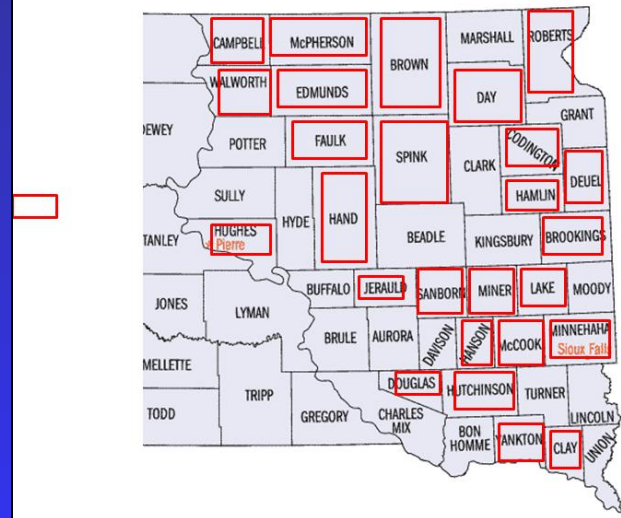 CAMPBELL
McPHERSON
BROWN
MARSHALL
ROBERTS
WALWORTH
EDMUNDS
DAY
GRANT
DEWEY
POTTER
FAULK
SPINK
CLARK
CODINGTON
DEUEL
HAMLIN
SULLY
HYDE
HAND
HUGHES
Pierre
TANLEY
BEADLE
KINGSBURY
BROOKINGS
BUFFALO
JERAULD
SANBORN
MINER
LAKE
MOODY
JONES
LYMAN
BRULE
AURORA
DAVISON
HANSON
McCOOK
MINNEHAHA
Sioux Fall
MELLETTE
DOUGLAS
HUTCHINSON
TURNER
TRIPP
TODD
GREGORY
CHARLES
MIX
LINCOLN
BON
HOMME
YANKTON
CLAY
UNION